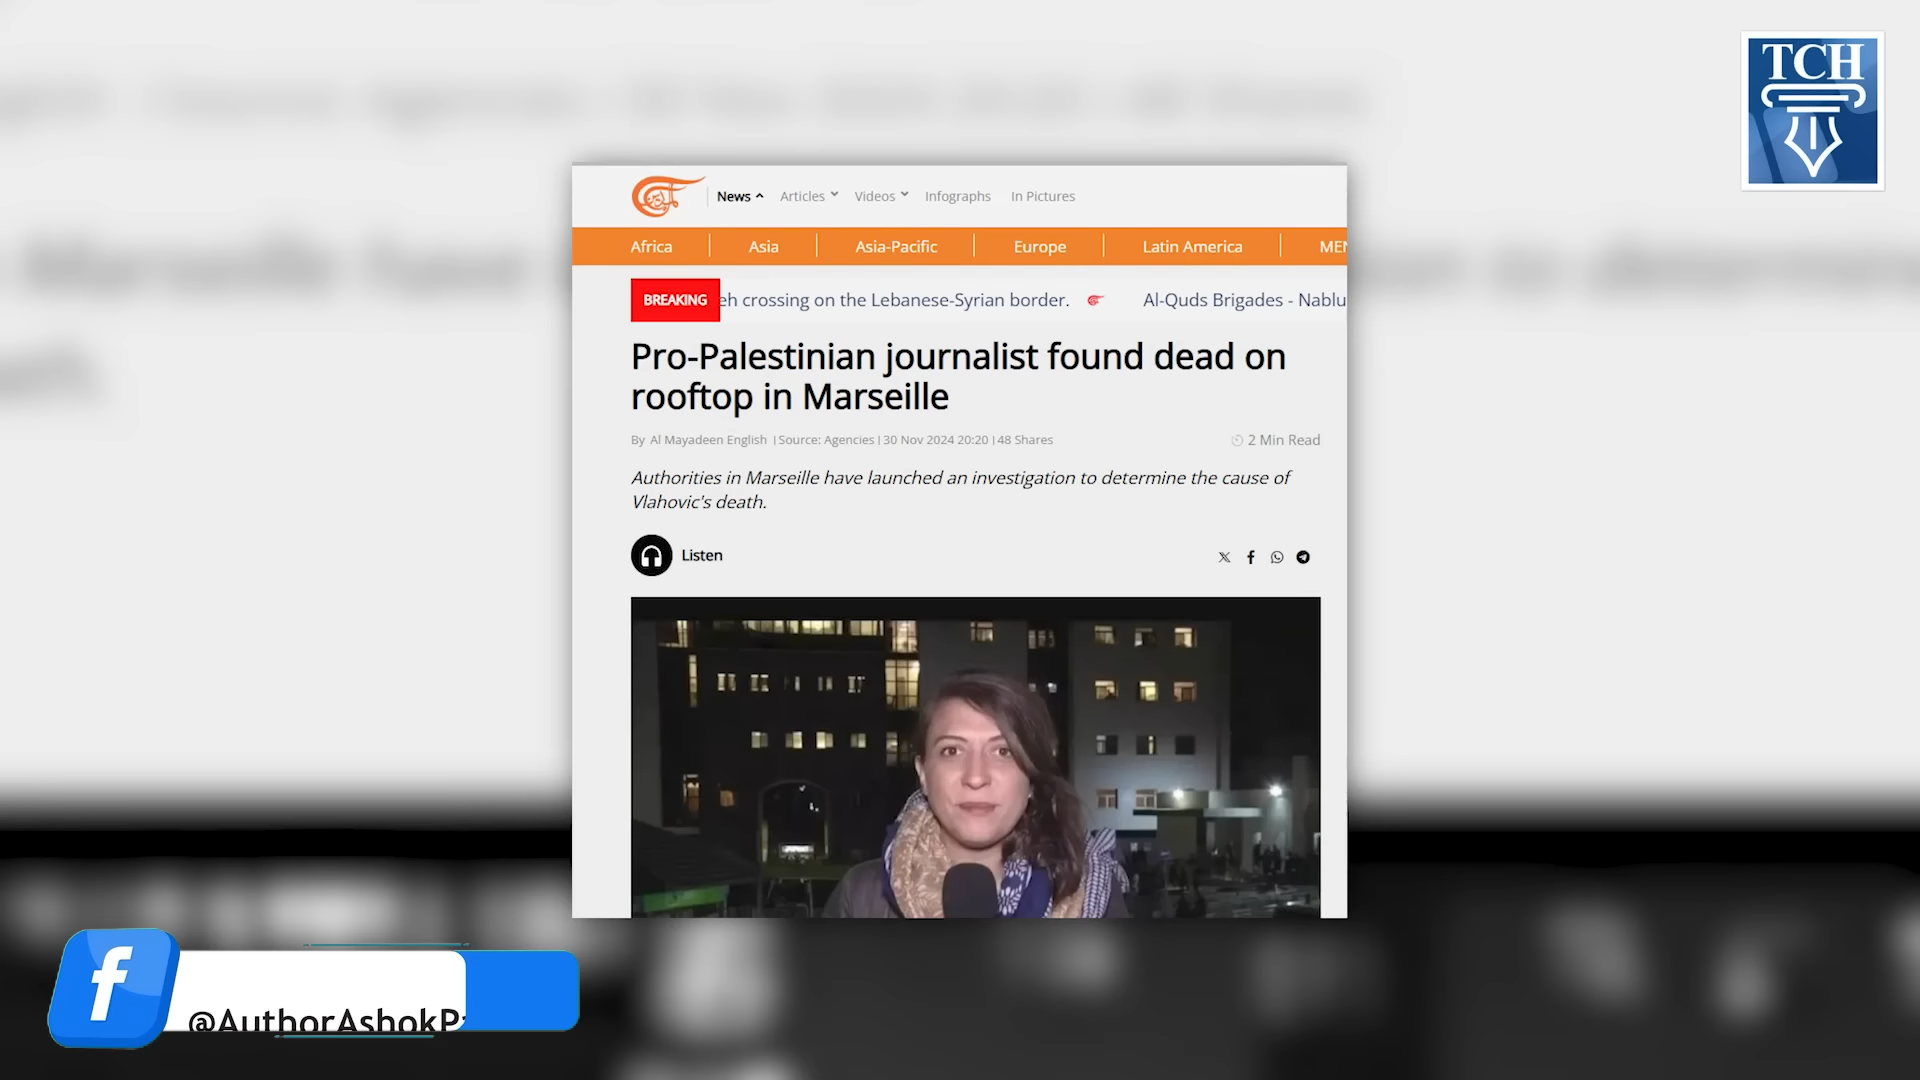 TCH
News Articles Videos Infographs In Pictures
Africa Asia Asia-Pacific Europe Latin America
BREAKING crossing on the Lebanese-Syrian border. Al-Quds Brigades -
Pro-Palestinian journalist found dead on
rooftop in Marseille
By Al Mayadeen English | Source: Agencies | 30 Nov 2024 20:20 | 48 Shares
2 Min Read
Authorities in Marseille have launched an investigation to determine the cause of
Vlahovic's death.
Listen
@AuthorAshokP